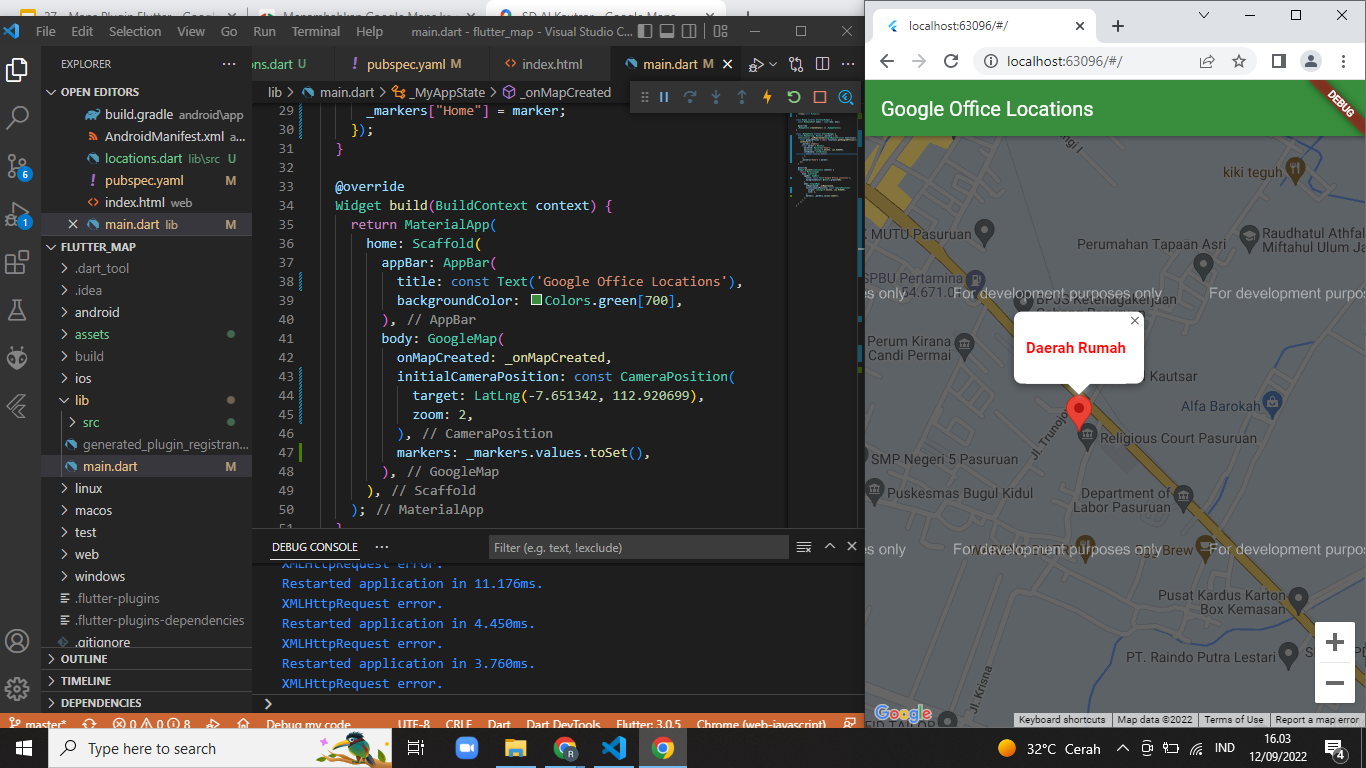 File Edit Selection View Go Run Terminal Help main.dart - flutter_map - Visual Studio C...
EXPLORER
OPEN EDITORS
build.gradle android\app
AndroidManifest.xml a...
locations.dart lib\src U
pubspec.yaml M
index.html web
main.dart lib M
FLUTTER_MAP
.dart_tool
.idea
android
assets
build
ios
lib
src
generated_plugin_registran...
main.dart M
linux
macos
test
web
windows
.flutter-plugins
.flutter-plugins-dependencies
.gitignore
OUTLINE
TIMELINE
DEPENDENCIES
6
1
ons.dart U pubspec.yaml M index.html main.dart M
lib > main.dart > _MyAppState > _onMapCreated
29 _markers["Home"] = marker;
30 });
31 }
32
33 @override
34 Widget build(BuildContext context) {
35 return MaterialApp(
36 home: Scaffold(
37 appBar: AppBar(
38 title: const Text('Google Office Locations'),
39 backgroundColor: Colors.green[700],
40 ), // AppBar
41 body: GoogleMap(
42 onMapCreated: _onMapCreated,
43 initialCameraPosition: const CameraPosition(
44 target: LatLng(-7.651342, 112.920699),
45 zoom: 2,
46 ), // CameraPosition
47 markers: _markers.values.toSet(),
48 ), // GoogleMap
49 ), // Scaffold
50 ); // MaterialApp
51 }
DEBUG CONSOLE ... Filter (e.g. text, !exclude)
XMLHttpRequest error.
Restarted application in 11.176ms.
XMLHttpRequest error.
Restarted application in 4.450ms.
XMLHttpRequest error.
Restarted application in 3.760ms.
XMLHttpRequest error.
master* 0 0 8 Debug my code UTF-8 CRLF Dart Dart DevTools Flutter: 3.0.5 Chrome (web-javascript)
localhost:63096/#/
localhost:63096/#/
Google Office Locations
DEBUG
kiki teguh
MUTU Pasuruan
Perumahan Tapaan Asri
Raudhatul Athfal
Miftahul Ulum Ja
SPBU Pertamina
54.671.0
es only For development purposes only For development purpos
BPJS Ketenagakerjaan
Perum Kirana
Candi Permai
Daerah Rumah
Kautsar
Alfa Barokah
Jl. Trunojo
Religious Court Pasuruan
SMP Negeri 5 Pasuruan
Puskesmas Bugul Kidul
Department of
Labor Pasuruan
es only For development purposes only For development purpos
Egg Brew
Pusat Kardus Karton
Box Kemasan
PT. Raindo Putra Lestari
Jl. Krisna
Google
Keyboard shortcuts Map data ©2022 Terms of Use Report a map error
Type here to search
32°C Cerah
IND
16.03
12/09/2022
4